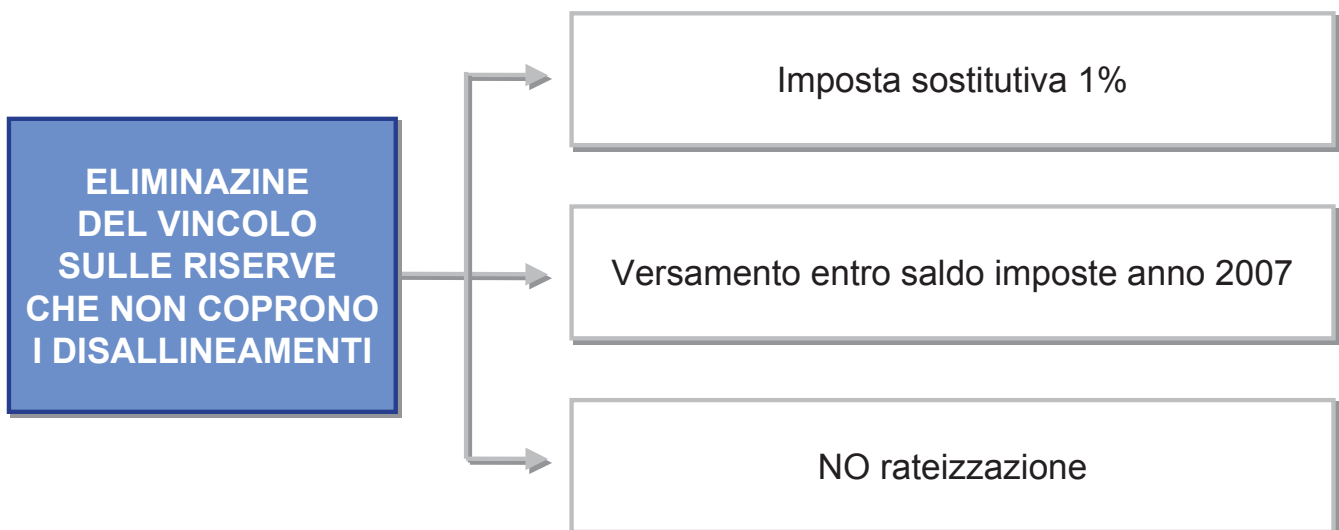 ELIMINAZINE
DEL VINCOLO
SULLE RISERVE
CHE NON COPRONO
I DISALLINEAMENTI
Imposta sostitutiva 1%
Versamento entro saldo imposte anno 2007
NO rateizzazione